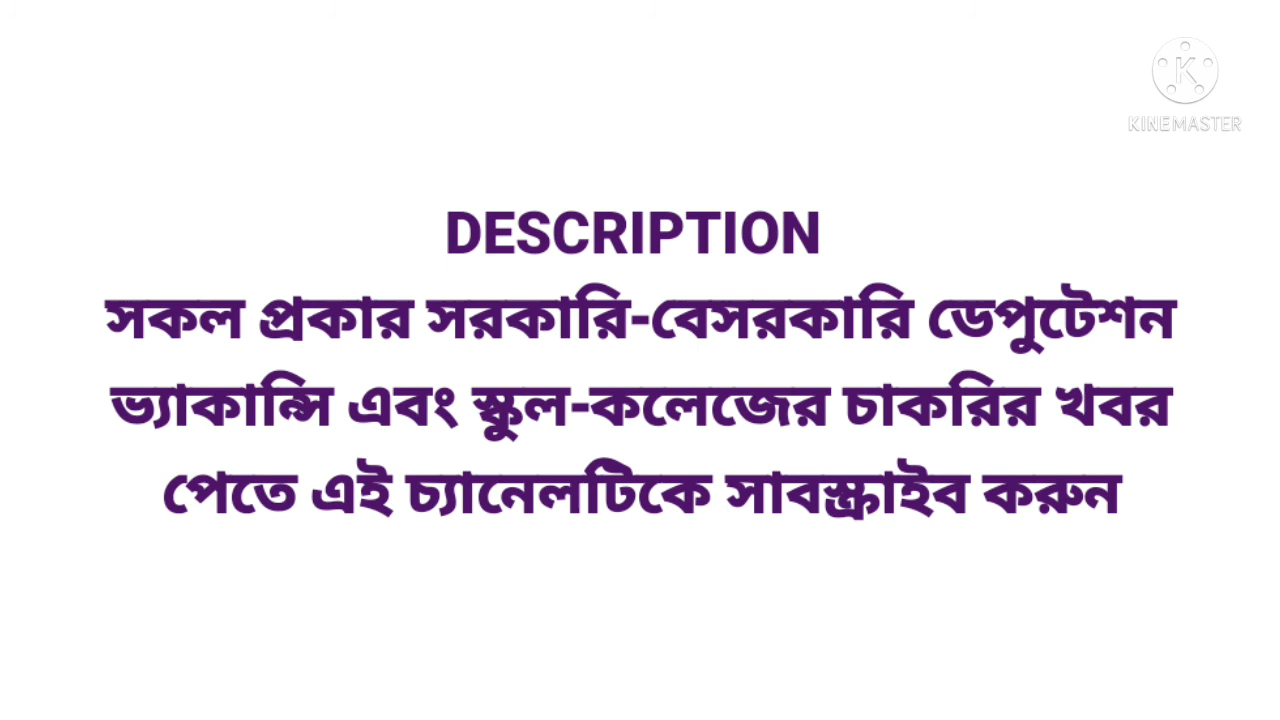 KINEMASTER
DESCRIPTION
সকল প্রকার সরকারি-বেসরকারি ডেপুটেশন
ভ্যাকান্সি এবং স্কুল-কলেজের চাকরির খবর
পেতে এই চ্যানেলটিকে সাবস্ক্রাইব করুন